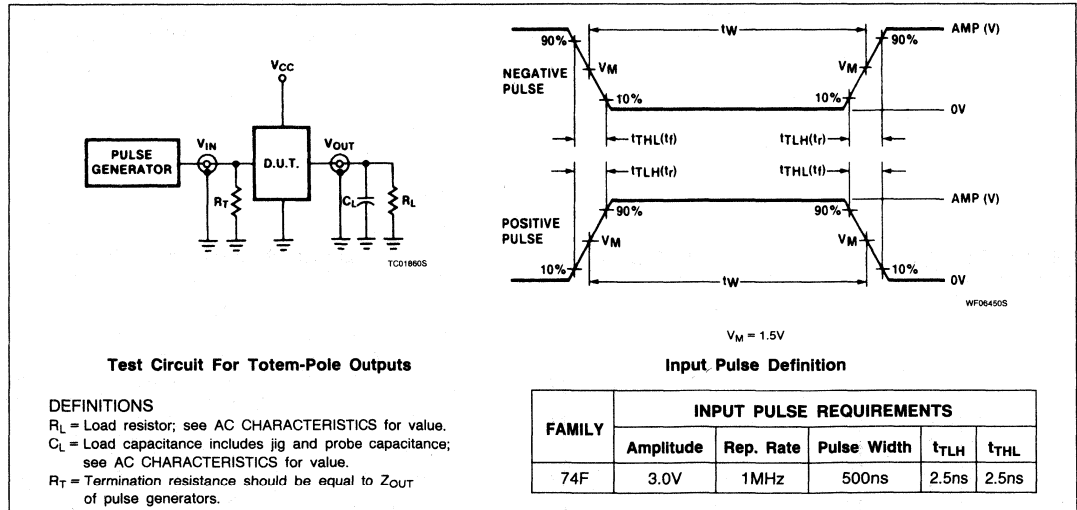 VCC
PULSE
GENERATOR
VIN
RT
D.U.T.
VOUT
CL
RL
TC01860S
Test Circuit For Totem-Pole Outputs
DEFINITIONS
RL = Load resistor; see AC CHARACTERISTICS for value.
CL = Load capacitance includes jig and probe capacitance;
see AC CHARACTERISTICS for value.
RT = Termination resistance should be equal to ZOUT
of pulse generators.
90% tW 90% AMP (V)
NEGATIVE
PULSE
VM VM
10% 10% 0V
tTHL(tf) tTLH(tr)
tTLH(tr) tTHL(tf)
AMP (V)
90% 90%
POSITIVE
PULSE
VM VM
10% tW 10% 0V
WF06450S
VM = 1.5V
Input Pulse Definition
FAMILY INPUT PULSE REQUIREMENTS
Amplitude Rep. Rate Pulse Width tTLH tTHL
74F 3.0V 1MHz 500ns 2.5ns 2.5ns